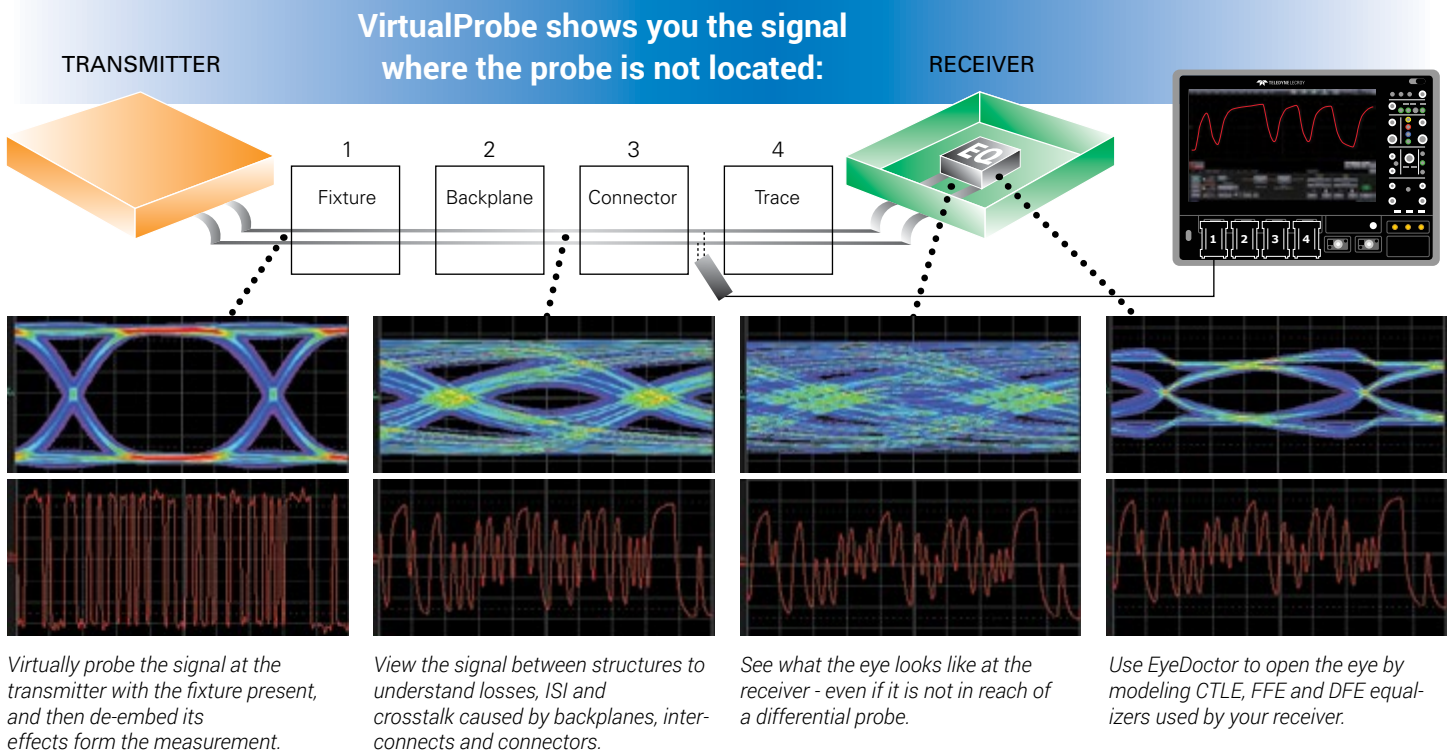 VirtualProbe shows you the signal
where the probe is not located:
TRANSMITTER
RECEIVER
TELEDYNE LECROY
1
2
3
4
Fixture
Backplane
Connector
Trace
EQ
1
2
3
4
Virtually probe the signal at the
transmitter with the fixture present,
and then de-embed its
effects form the measurement.
View the signal between structures to
understand losses, ISI and
crosstalk caused by backplanes, inter-
connects and connectors.
See what the eye looks like at the
receiver - even if it is not in reach of
a differential probe.
Use EyeDoctor to open the eye by
modeling CTLE, FFE and DFE equal-
izers used by your receiver.